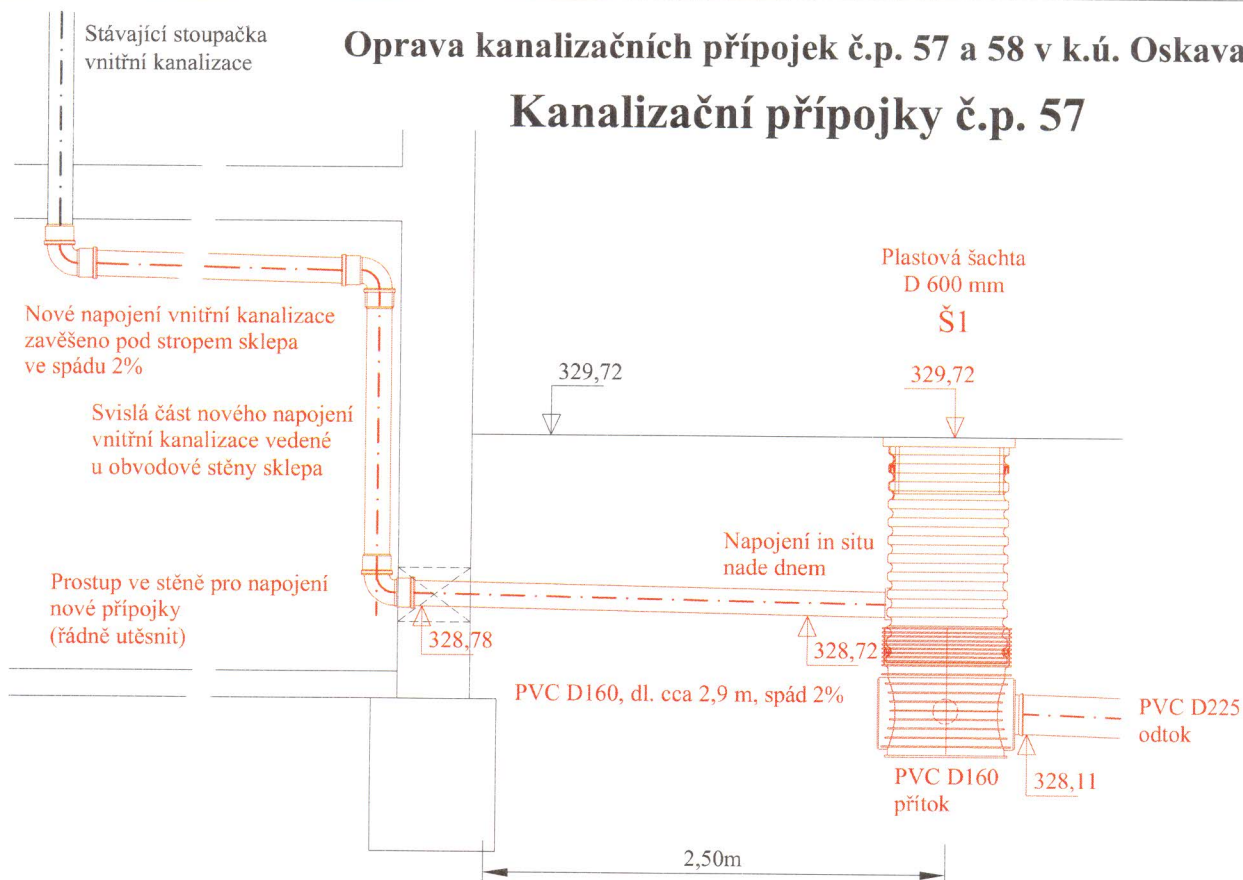 Stávající stoupačka
vnitřní kanalizace
Oprava kanalizačních přípojek č.p. 57 a 58 v k.ú. Oskava
Kanalizační přípojky č.p. 57
Plastová šachta
D 600 mm
Š1
Nové napojení vnitřní kanalizace
zavěšeno pod stropem sklepa
ve spádu 2%
329,72
329,72
Svislá část nového napojení
vnitřní kanalizace vedené
u obvodové stěny sklepa
Napojení in situ
nade dnem
Prostup ve stěně pro napojení
nové přípojky
(řádně utěsnit)
328,78
328,72
PVC D160, dl. cca 2,9 m, spád 2%
PVC D225
odtok
PVC D160
přítok
328,11
2,50m